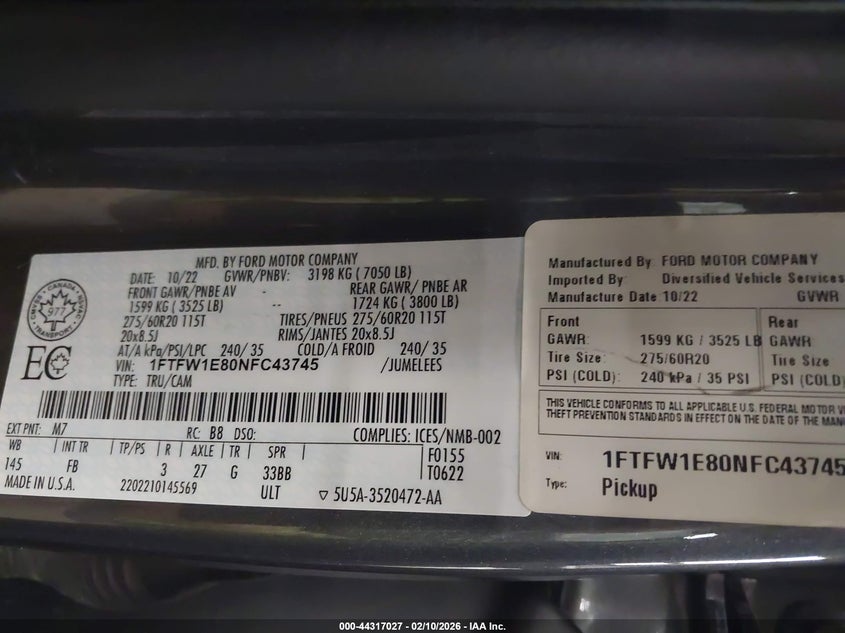 MFD. BY FORD MOTOR COMPANY
DATE: 10/22 GVWR/PNBV: 3198 KG ( 7050 LB)
FRONT GAWR/PNBE AV - REAR GAWR/ PNBE AR
1599 KG ( 3525 LB) -- 1724 KG ( 3800 LB)
275/60R20 115T TIRES/PNEUS 275/60R20 115T
20x8.5J RIMS/JANTES 20x8.5J
AT/A kPa/PSI/LPC 240/ 35 COLD/A FROID 240/ 35
VIN: 1FTFW1E80NFC43745 /JUMELEES
TYPE: TRU/CAM
CANADA
977
TRANSPORT
EC
EXT PNT: M7 RC: B8 DSO: COMPLIES: ICES/NMB-002
WB INT TR TP/PS R AXLE TR SPR F0155
145 FB 3 27 G 33BB T0622
MADE IN U.S.A. 2202210145569 ULT ▽ 5U5A-3520472-AA
Manufactured By: FORD MOTOR COMPANY
Imported By: Diversified Vehicle Services
Manufacture Date: 10/22 GVWR
Front Rear
GAWR: 1599 KG / 3525 LB GAWR
Tire Size: 275/60R20 Tire Size:
PSI (COLD): 240 kPa / 35 PSI PSI (COLD)
THIS VEHICLE CONFORMS TO ALL APPLICABLE U.S. FEDERAL MOTOR
THEFT PREVENTION STANDARDS IN EFFECT ON THE DATE OF THE
VIN: 1FTFW1E80NFC43745
Type: Pickup
000-44317027 - 02/10/2026 - IAA Inc.